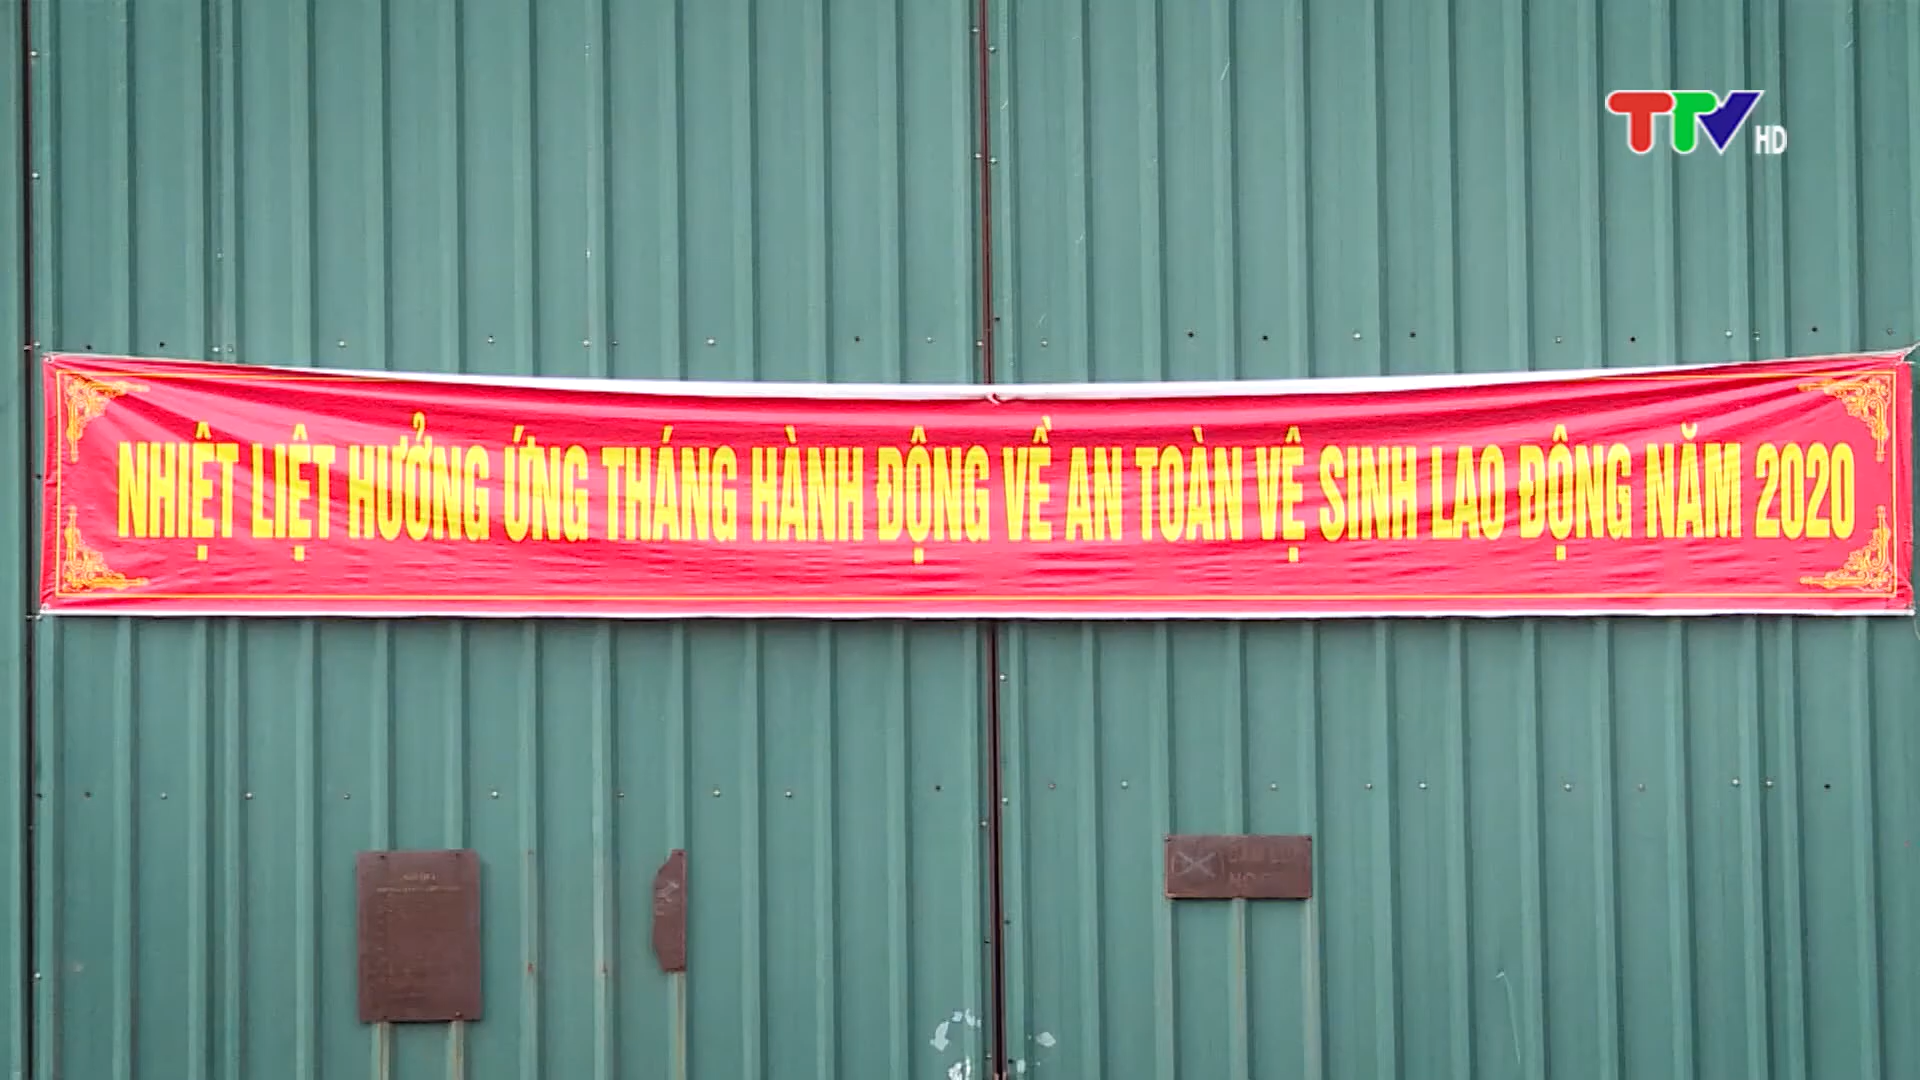 TTV HD
NHIỆT LIỆT HƯỞNG ỨNG THÁNG HÀNH ĐỘNG VỀ AN TOÀN VỆ SINH LAO ĐỘNG NĂM 2020